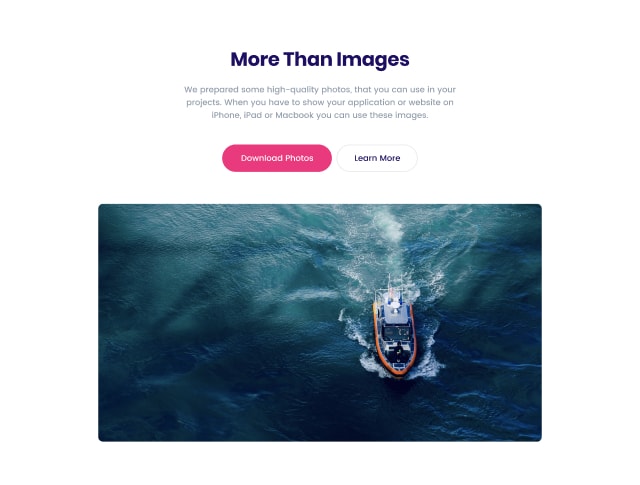 More Than Images
We prepared some high-quality photos, that you can use in your
projects. When you have to show your application or website on
iPhone, iPad or Macbook you can use these images.
Download Photos
Learn More